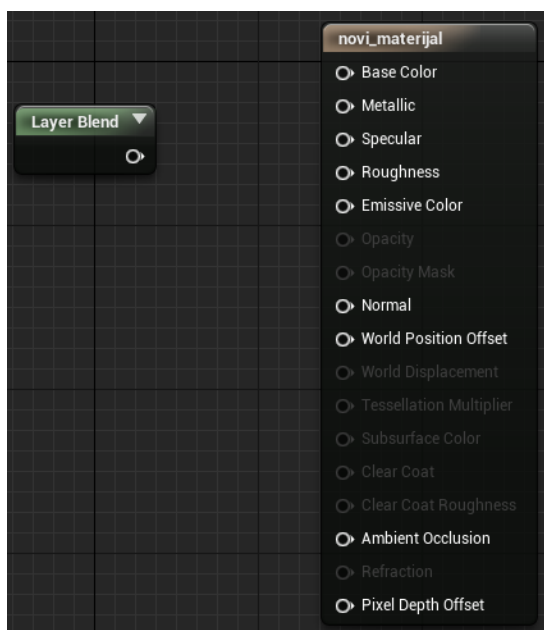 Layer Blend
novi_materijal
Base Color
Metallic
Specular
Roughness
Emissive Color
Opacity
Opacity Mask
Normal
World Position Offset
World Displacement
Tessellation Multiplier
Subsurface Color
Clear Coat
Clear Coat Roughness
Ambient Occlusion
Refraction
Pixel Depth Offset